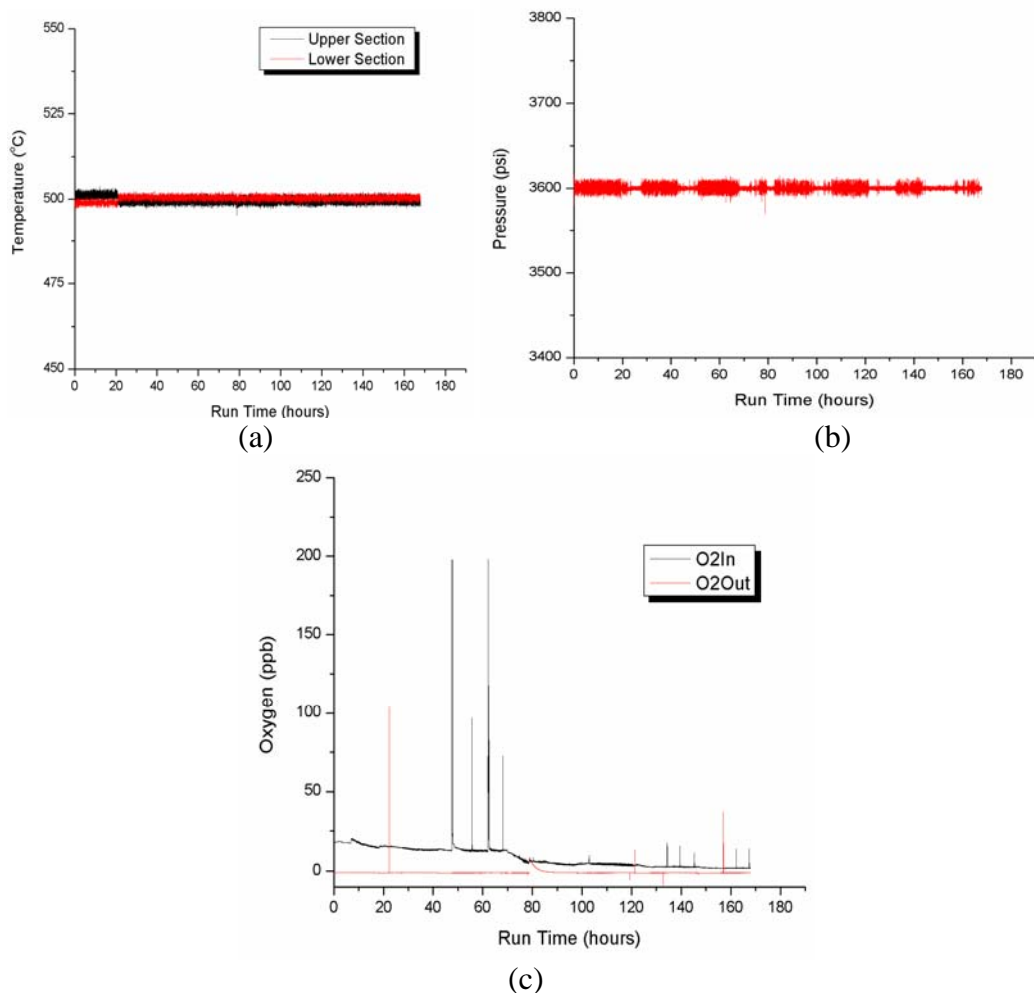 550
525
500
475
450
Temperature (°C)
Upper Section
Lower Section
0 20 40 60 80 100 120 140 160 180
Run Time (hours)
(a)
3800
3700
3600
3500
3400
Pressure (psi)
0 20 40 60 80 100 120 140 160 180
Run Time (hours)
(b)
250
200
150
100
50
0
Oxygen (ppb)
O2In
O2Out
0 20 40 60 80 100 120 140 160 180
Run Time (hours)
(c)